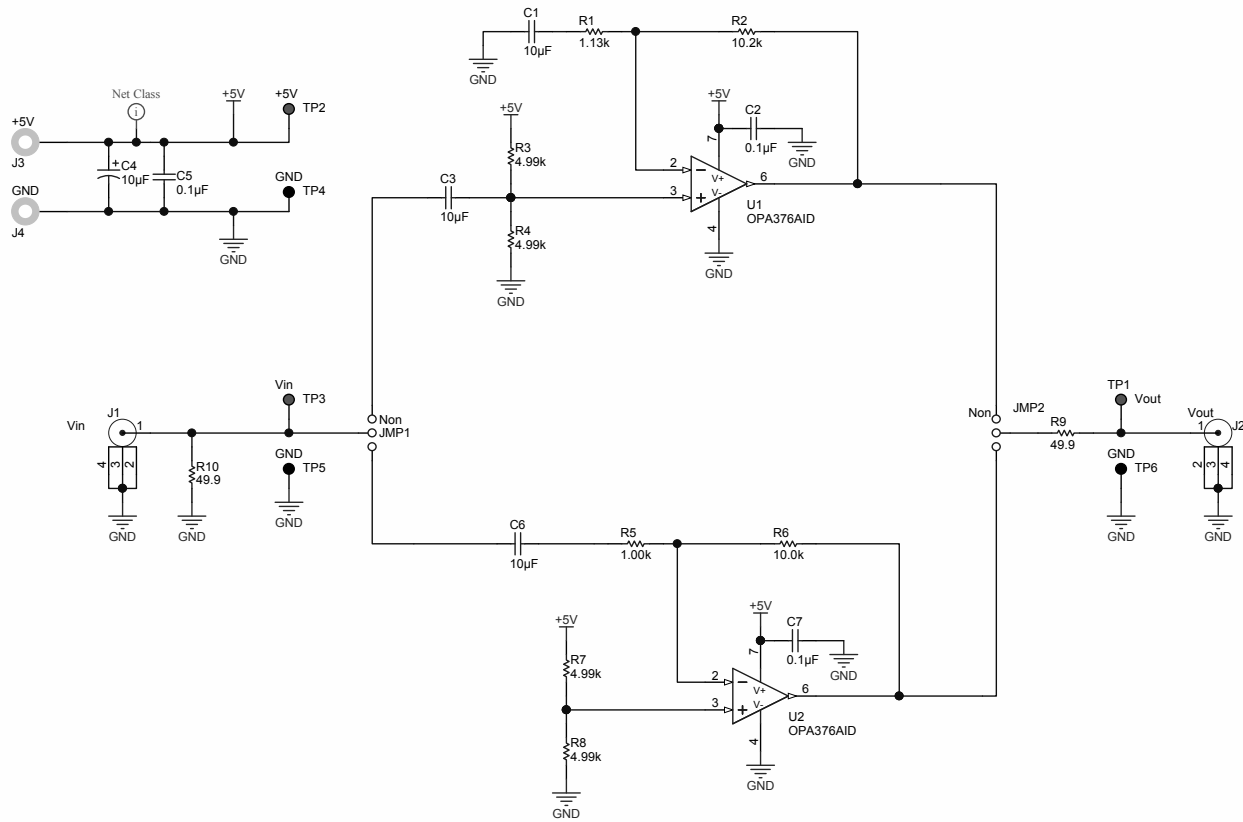 C1
10µF
R1
1.13k
R2
10.2k
GND
Net Class
i
+5V
+5V
TP2
+5V
J3
C4
10µF
C5
0.1µF
GND
TP4
GND
J4
GND
+5V
R3
4.99k
C3
10µF
R4
4.99k
GND
+5V
C2
0.1µF
GND
7
2
3
V+
V-
6
4
U1
OPA376AID
GND
Vin
J1
1
4
3
2
GND
R10
49.9
GND
Vin
TP3
GND
TP5
GND
Non
JMP1
Non
JMP2
R9
49.9
TP1
Vout
GND
TP6
GND
Vout
1
J2
2
3
4
GND
C6
10µF
R5
1.00k
R6
10.0k
+5V
R7
4.99k
R8
4.99k
GND
+5V
C7
0.1µF
GND
7
2
3
V+
V-
6
4
U2
OPA376AID
GND